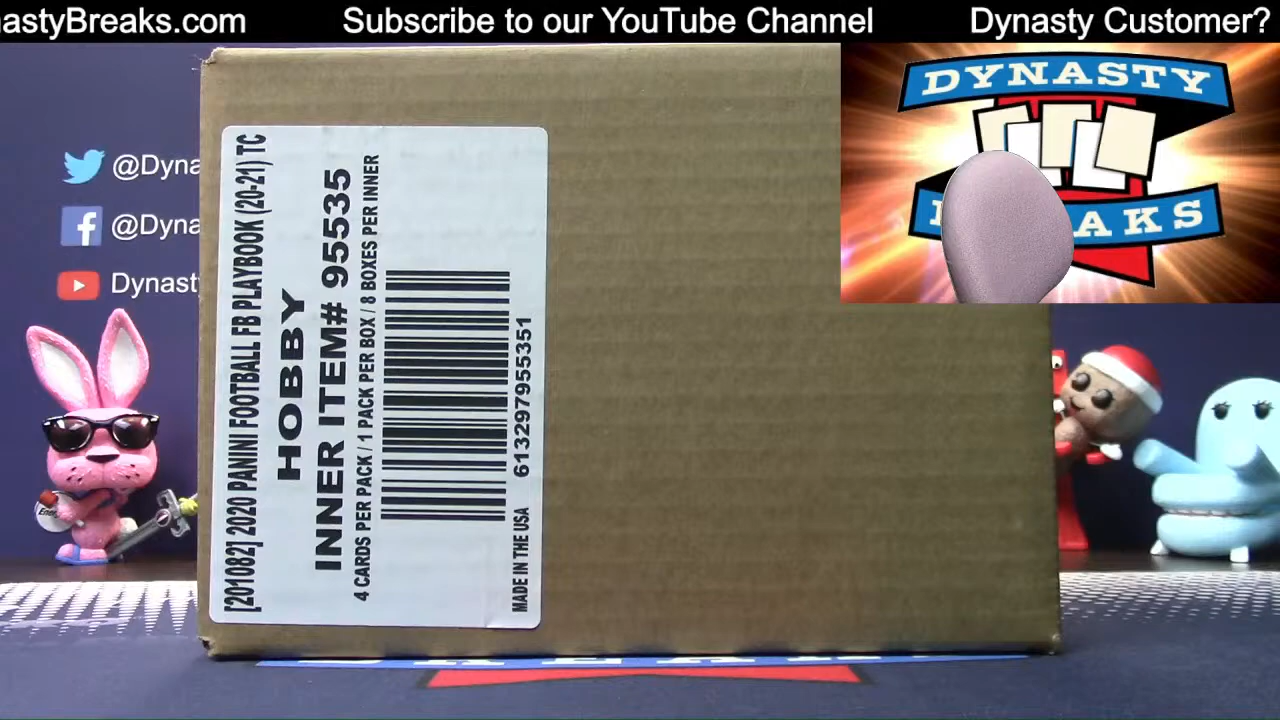 nastyBreaks.com Subscribe to our YouTube Channel Dynasty Customer?
DYNASTY
AKS
@Dyna
@Dyna
Dynasty
[201082] 2020 PANINI FOOTBALL FB PLAYBOOK (20-21) TC
HOBBY
INNER ITEM# 95535
4 CARDS PER PACK / 1 PACK PER BOX / 8 BOXES PER INNER
613297955351
MADE IN THE USA